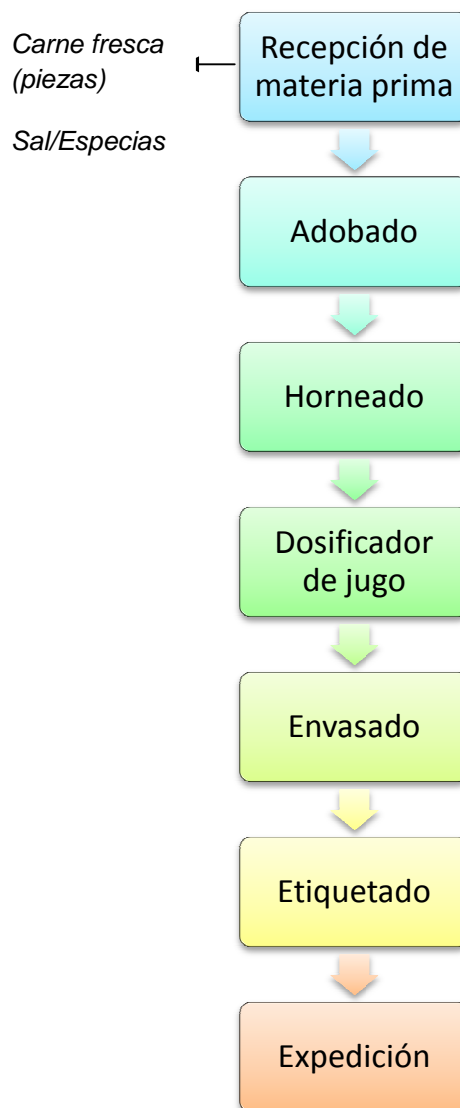 Carne fresca
(piezas)
Sal/Especias
Recepción de
materia prima
Adobado
Horneado
Dosificador
de jugo
Envasado
Etiquetado
Expedición